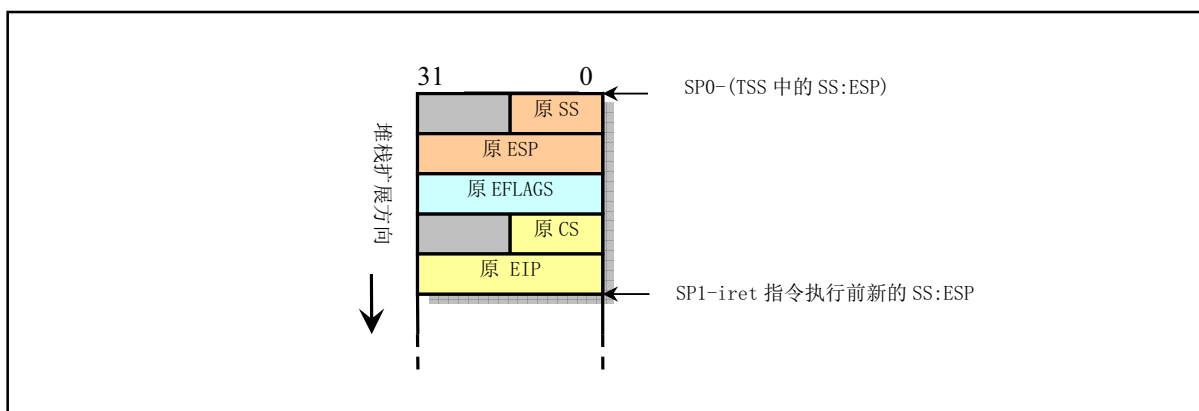 31 0
SP0-(TSS 中的 SS:ESP)
原 SS
原 ESP
原 EFLAGS
原 CS
原 EIP
堆栈扩展方向
SP1-iret 指令执行前新的 SS:ESP